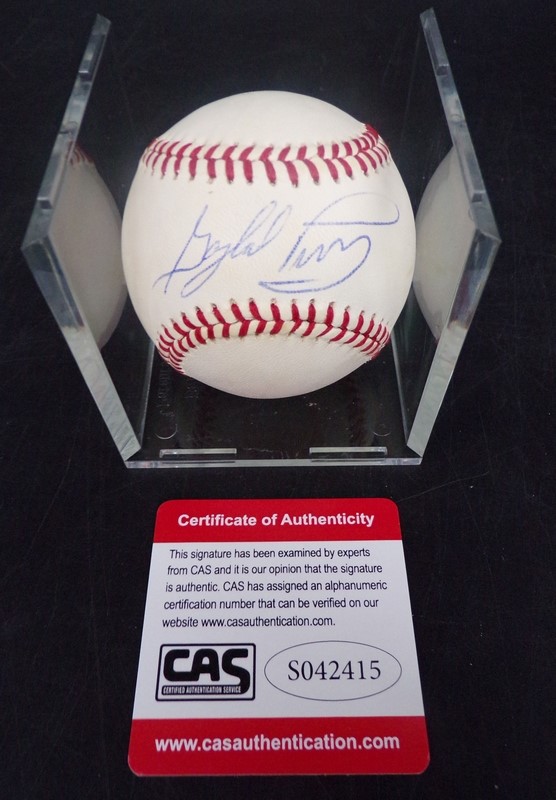 Gaylord Perry
Certificate of Authenticity
This signature has been examined by experts
from CAS and it is our opinion that the signature
is authentic. CAS has assigned an alphanumeric
certification number that can be verified on our
website www.casauthentication.com.
CAS
CERTIFIED AUTHENTICATION SERVICE
S042415
www.casauthentication.com